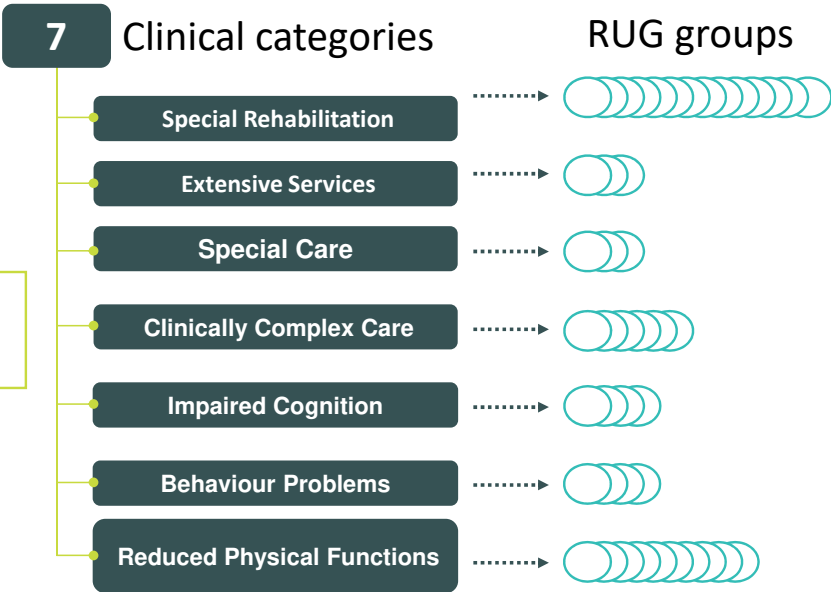 7 Clinical categories RUG groups
Special Rehabilitation
Extensive Services
Special Care
Clinically Complex Care
Impaired Cognition
Behaviour Problems
Reduced Physical Functions